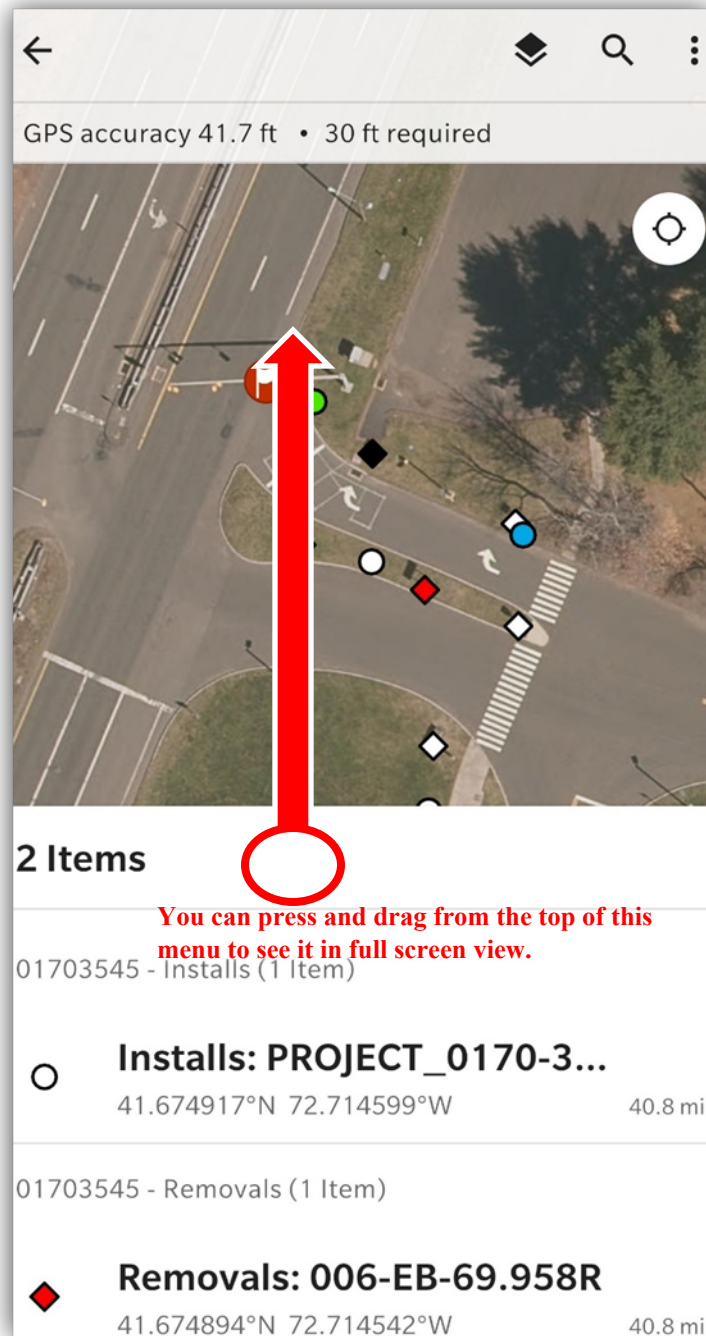 GPS accuracy 41.7 ft • 30 ft required
2 Items
You can press and drag from the top of this
menu to see it in full screen view.
01703545 - Installs (1 Item)
Installs: PROJECT_0170-3...
41.674917°N 72.714599°W 40.8 mi
01703545 - Removals (1 Item)
Removals: 006-EB-69.958R
41.674894°N 72.714542°W 40.8 mi